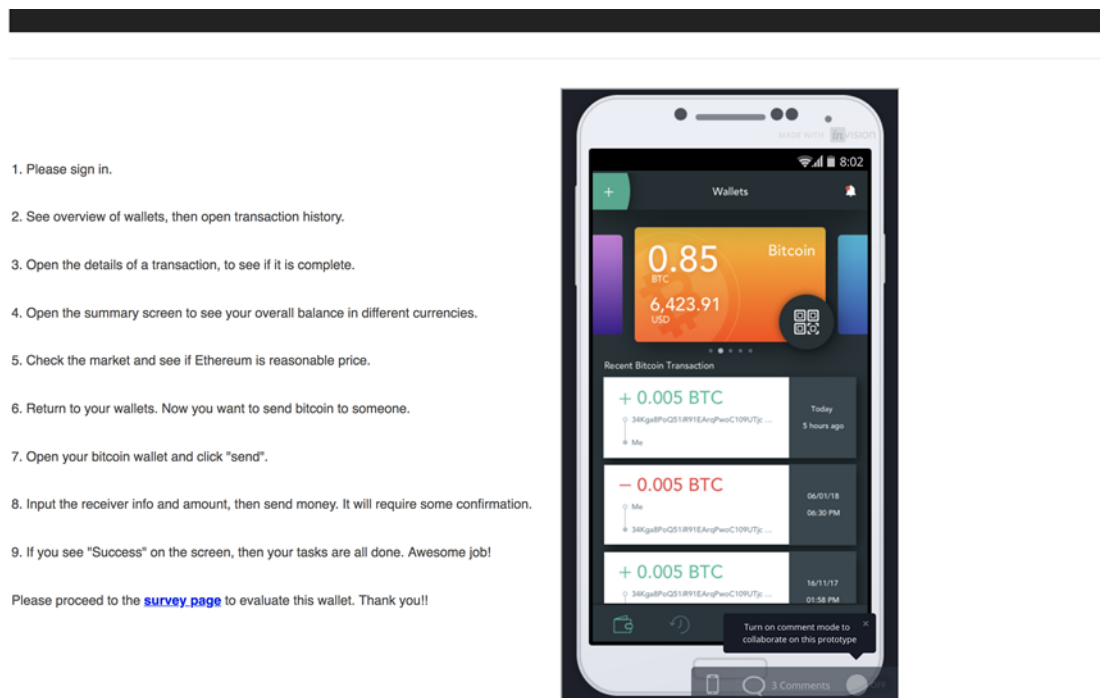 1. Please sign in.
2. See overview of wallets, then open transaction history.
3. Open the details of a transaction, to see if it is complete.
4. Open the summary screen to see your overall balance in different currencies.
5. Check the market and see if Ethereum is reasonable price.
6. Return to your wallets. Now you want to send bitcoin to someone.
7. Open your bitcoin wallet and click "send".
8. Input the receiver info and amount, then send money. It will require some confirmation.
9. If you see "Success" on the screen, then your tasks are all done. Awesome job!
Please proceed to the survey page to evaluate this wallet. Thank you!!
MADE WITH invision
8:02
+ Wallets
0.85 Bitcoin
BTC
6,423.91
USD
Recent Bitcoin Transaction
+ 0.005 BTC
Today
5 hours ago
Me
− 0.005 BTC
06/01/18
Me
06:30 PM
+ 0.005 BTC
16/11/17
01:58 PM
Turn on comment mode to
collaborate on this prototype
3 Comments OFF